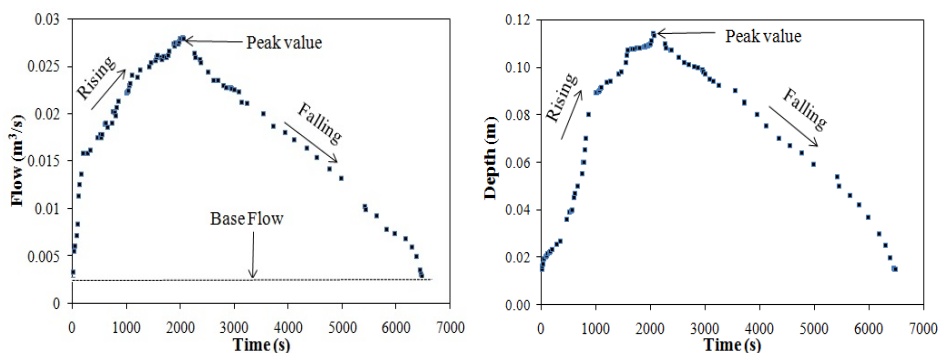 0.03
0.025
0.02
0.015
0.01
0.005
0
Flow (m³/s)
Rising
Peak value
Falling
Base Flow
0 1000 2000 3000 4000 5000 6000 7000
Time (s)
0.12
0.10
0.08
0.06
0.04
0.02
0.00
Depth (m)
Rising
Peak value
Falling
0 1000 2000 3000 4000 5000 6000 7000
Time (s)